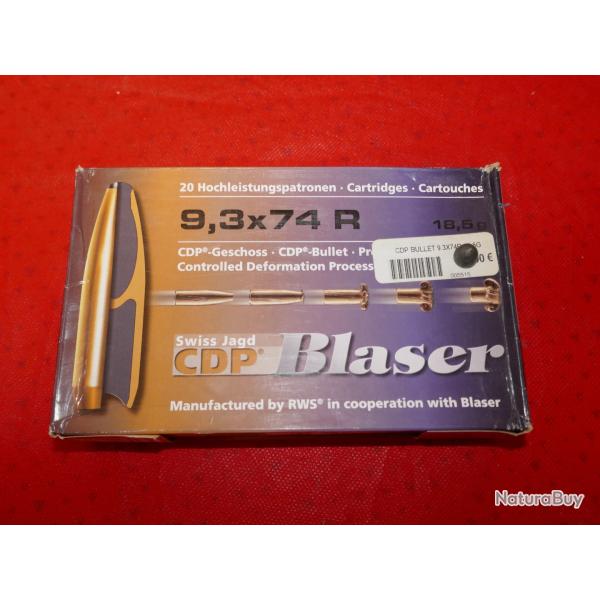 20 Hochleistungspatronen · Cartridges · Cartouches
9,3x74 R
18,5g
CDP®-Geschoss · CDP®-Bullet ·
Controlled Deformation Process
CDP BULLET 9.3X74R
€
005515
Swiss Jagd
CDP® Blaser
Manufactured by RWS® in cooperation with Blaser
NaturaBuy